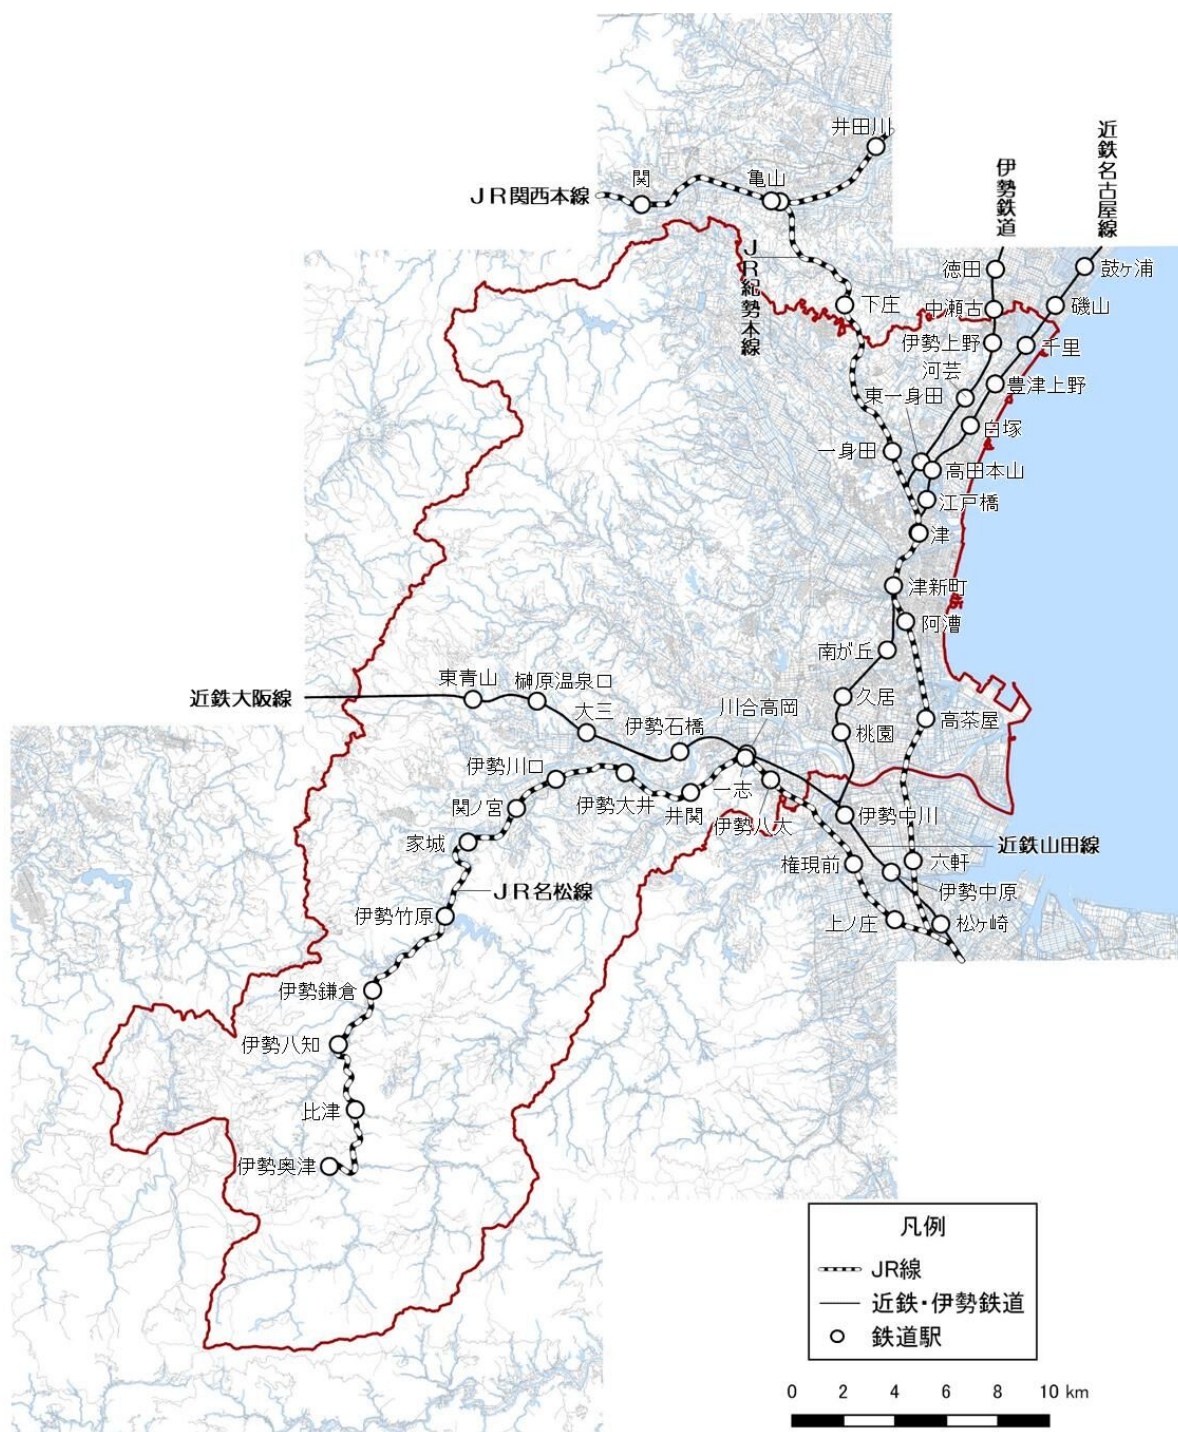 井田川
近鉄名古屋線
伊勢鉄道
関
亀山
JR関西本線
JR紀勢本線
徳田
鼓ヶ浦
下庄
中瀬古
磯山
伊勢上野
千里
河芸
東一身田
豊津上野
白塚
一身田
高田本山
江戸橋
津
津新町
阿漕
南が丘
東青山
榊原温泉口
近鉄大阪線
大三
川合高岡
久居
伊勢石橋
高茶屋
桃園
伊勢川口
伊勢大井
一志
関ノ宮
井関
伊勢八太
伊勢中川
家城
近鉄山田線
権現前
六軒
JR名松線
伊勢中原
伊勢竹原
上ノ庄
松ヶ崎
伊勢鎌倉
伊勢八知
比津
伊勢奥津
凡例
JR線
近鉄・伊勢鉄道
鉄道駅
0 2 4 6 8 10 km